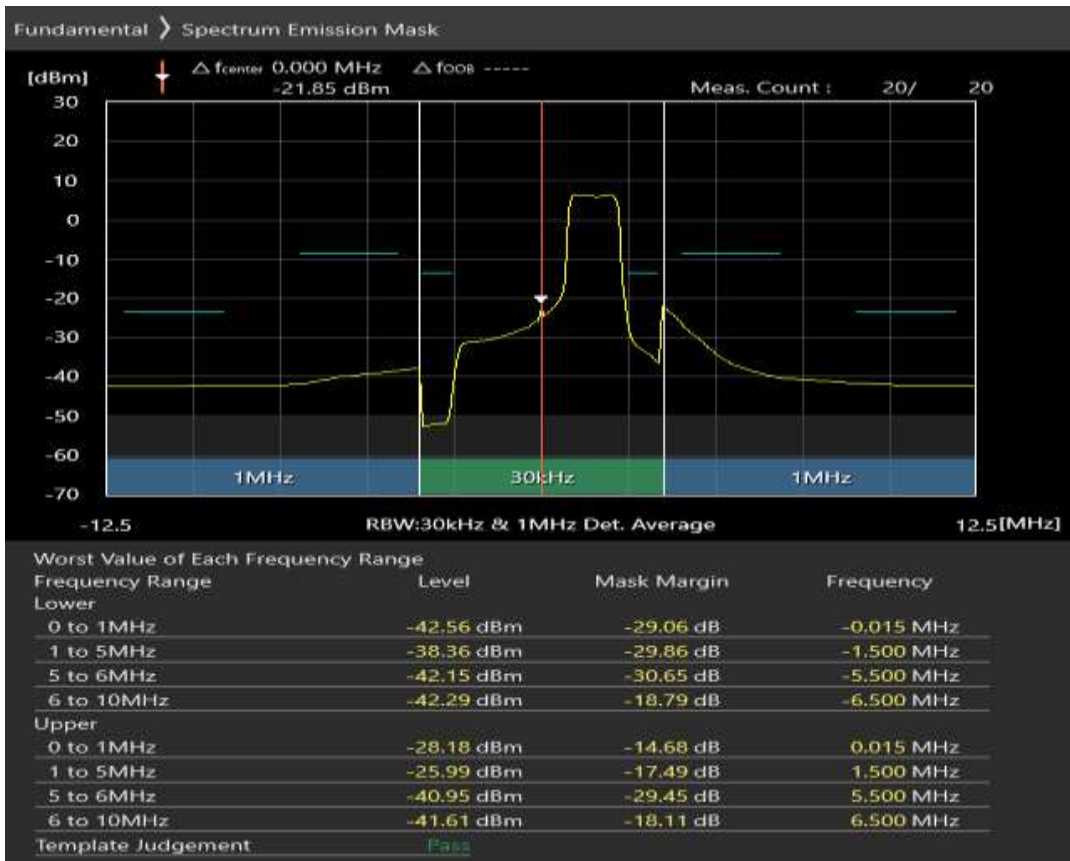 Fundamental 》 Spectrum Emission Mask
[dBm] △ fcenter 0.000 MHz △ fOOB -----
-21.85 dBm Meas. Count : 20/ 20
30
20
10
0
-10
-20
-30
-40
-50
-60
-70
1MHz 30kHz 1MHz
-12.5 RBW:30kHz & 1MHz Det. Average 12.5[MHz]
Worst Value of Each Frequency Range
Frequency Range Level Mask Margin Frequency
Lower
0 to 1MHz -42.56 dBm -29.06 dB -0.015 MHz
1 to 5MHz -38.36 dBm -29.86 dB -1.500 MHz
5 to 6MHz -42.15 dBm -30.65 dB -5.500 MHz
6 to 10MHz -42.29 dBm -18.79 dB -6.500 MHz
Upper
0 to 1MHz -28.18 dBm -14.68 dB 0.015 MHz
1 to 5MHz -25.99 dBm -17.49 dB 1.500 MHz
5 to 6MHz -40.95 dBm -29.45 dB 5.500 MHz
6 to 10MHz -41.61 dBm -18.11 dB 6.500 MHz
Template Judgement Pass